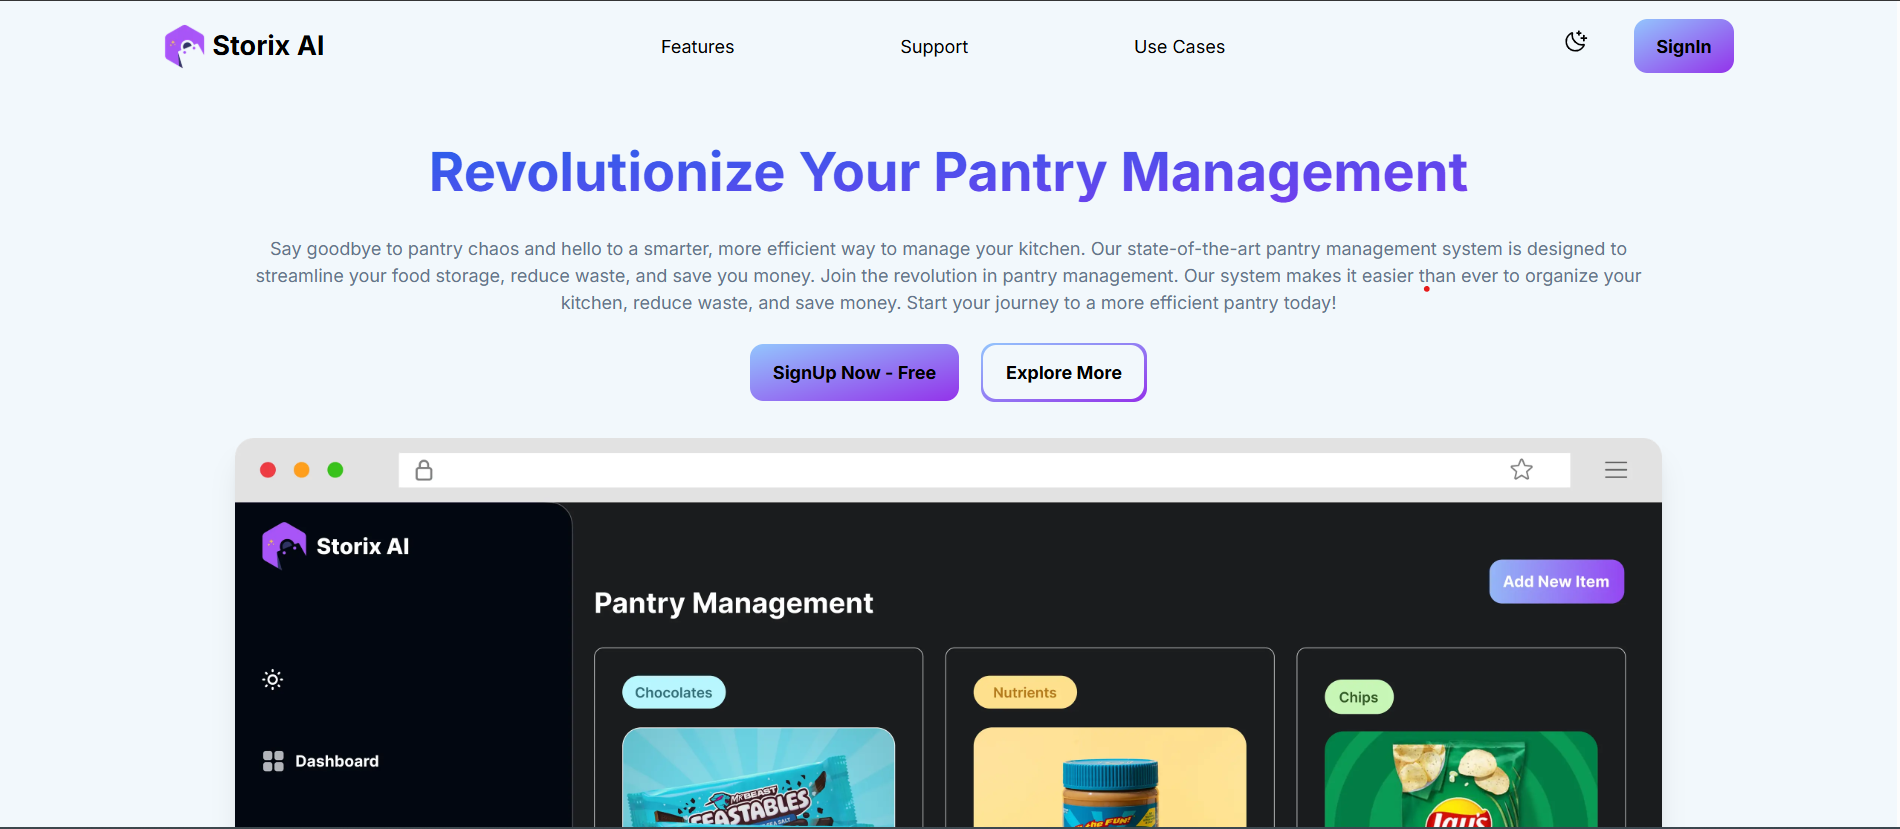 Storix AI
Features
Support
Use Cases
SignIn
Revolutionize Your Pantry Management
Say goodbye to pantry chaos and hello to a smarter, more efficient way to manage your kitchen. Our state-of-the-art pantry management system is designed to
streamline your food storage, reduce waste, and save you money. Join the revolution in pantry management. Our system makes it easier than ever to organize your
kitchen, reduce waste, and save money. Start your journey to a more efficient pantry today!
SignUp Now - Free
Explore More
Storix AI
Add New Item
Pantry Management
Chocolates
Nutrients
Chips
Dashboard
MRBEAST
FEASTABLES
SEA SALT
the FUN!
Lay's